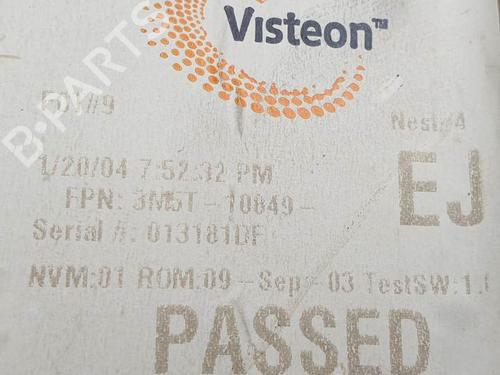 Visteon™
#9
Nest#4
1/20/04 7:52:32 PM
EJ
FPN: 3M5T-10849-
Serial #: 013181DF
NVM:01 ROM:09-Sep-03 TestSW:1.
PASSED
B-PARTS